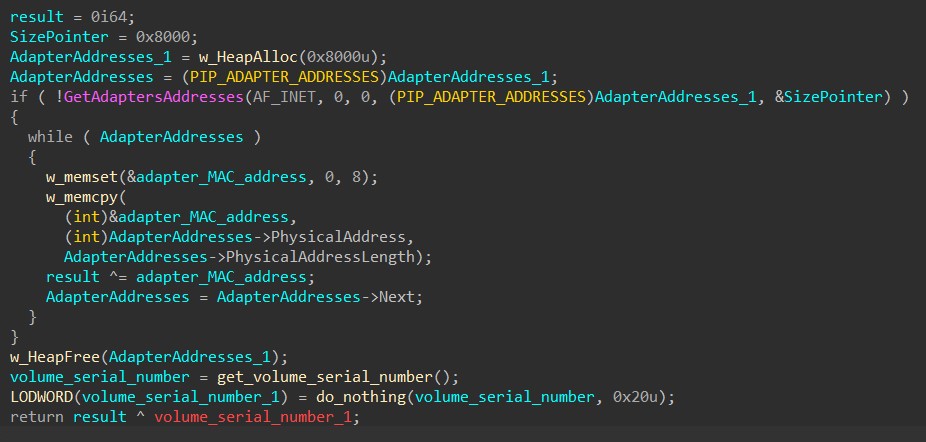 result = 0i64;
SizePointer = 0x8000;
AdapterAddresses_1 = w_HeapAlloc(0x8000u);
AdapterAddresses = (PIP_ADAPTER_ADDRESSES)AdapterAddresses_1;
if ( !GetAdaptersAddresses(AF_INET, 0, 0, (PIP_ADAPTER_ADDRESSES)AdapterAddresses_1, &SizePointer) )
{
while ( AdapterAddresses )
{
w_memset(&adapter_MAC_address, 0, 8);
w_memcpy(
(int)&adapter_MAC_address,
(int)AdapterAddresses->PhysicalAddress,
AdapterAddresses->PhysicalAddressLength);
result ^= adapter_MAC_address;
AdapterAddresses = AdapterAddresses->Next;
}
}
w_HeapFree(AdapterAddresses_1);
volume_serial_number = get_volume_serial_number();
LODWORD(volume_serial_number_1) = do_nothing(volume_serial_number, 0x20u);
return result ^ volume_serial_number_1;